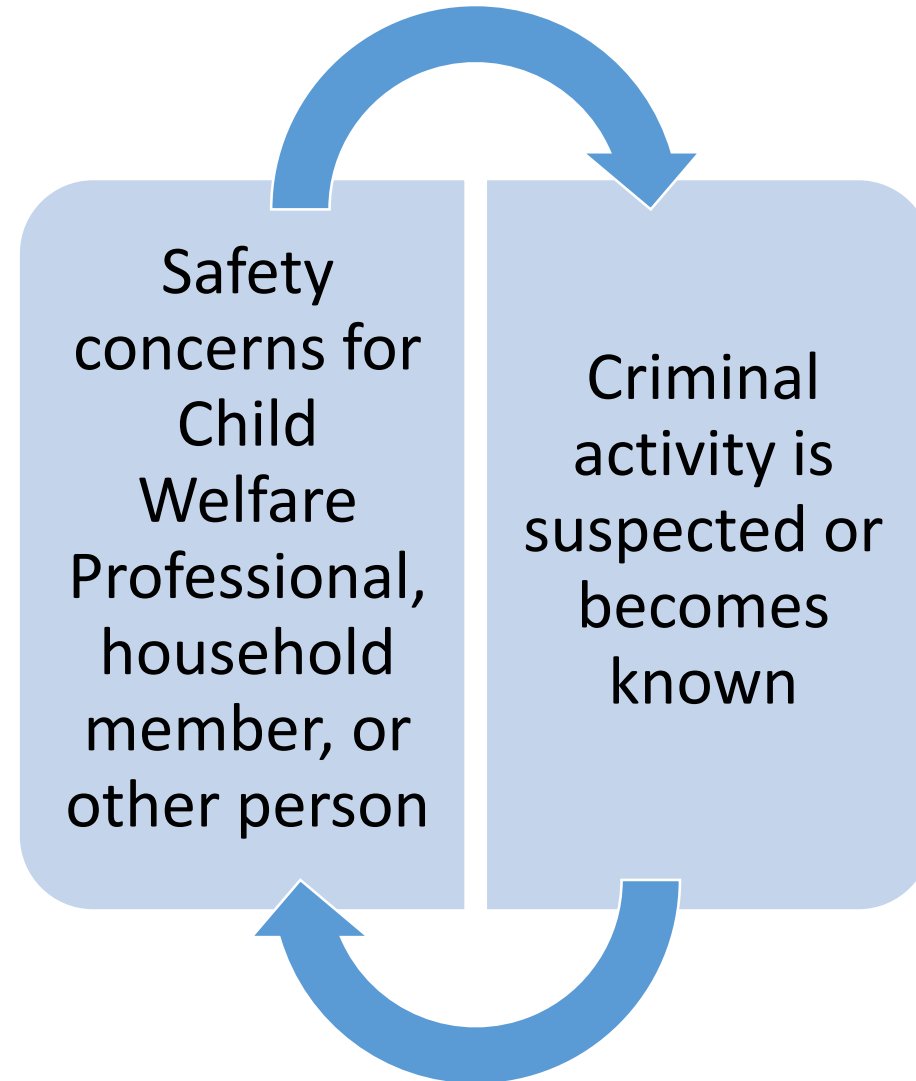 Safety
concerns for
Child
Welfare
Professional,
household
member, or
other person
Criminal
activity is
suspected or
becomes
known